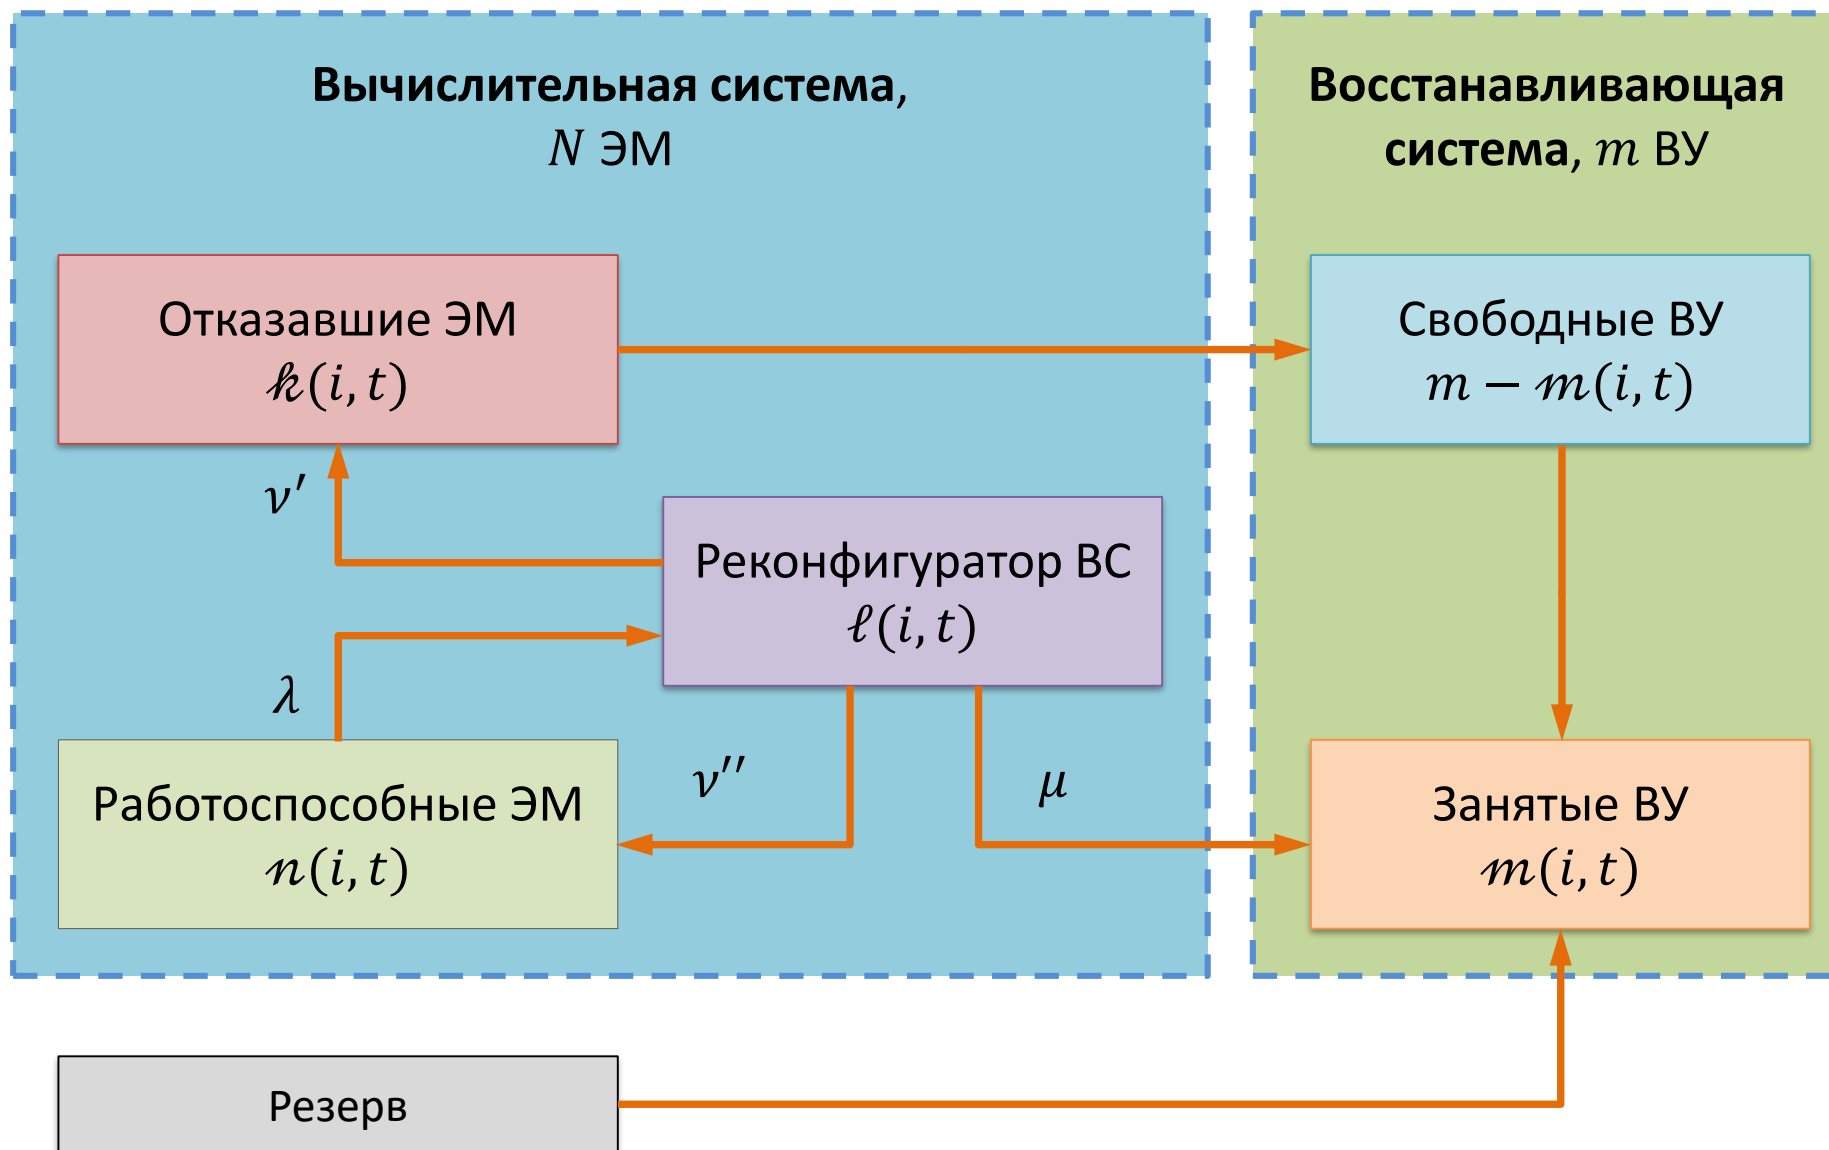 Вычислительная система,
N ЭМ
Восстанавливающая
система, m ВУ
Отказавшие ЭМ
𝓀(i, t)
Свободные ВУ
m − 𝓂(i, t)
ν′
Реконфигуратор ВС
ℓ(i, t)
λ
ν′′
μ
Работоспособные ЭМ
𝓃(i, t)
Занятые ВУ
𝓂(i, t)
Резерв